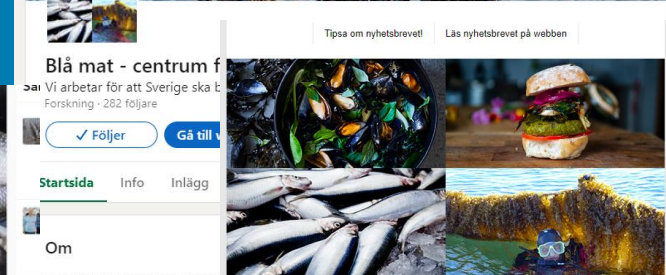 Tipsa om nyhetsbrevet!
Läs nyhetsbrevet på webben
Blå mat - centrum f
Vi arbetar för att Sverige ska b
Forskning · 282 följare
✓ Följer
Gå till
Startsida
Info
Inlägg
Om